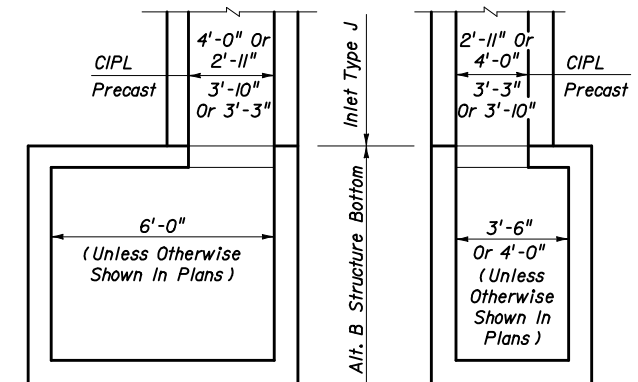 4'-0" Or
2'-11"
CIPL
Precast
3'-10"
Or 3'-3"
6'-0"
(Unless Otherwise
Shown In Plans)
Inlet Type J
Alt. B Structure Bottom
2'-11" Or
4'-0"
CIPL
Precast
3'-3"
Or 3'-10"
3'-6"
Or 4'-0"
(Unless
Otherwise
Shown In
Plans)